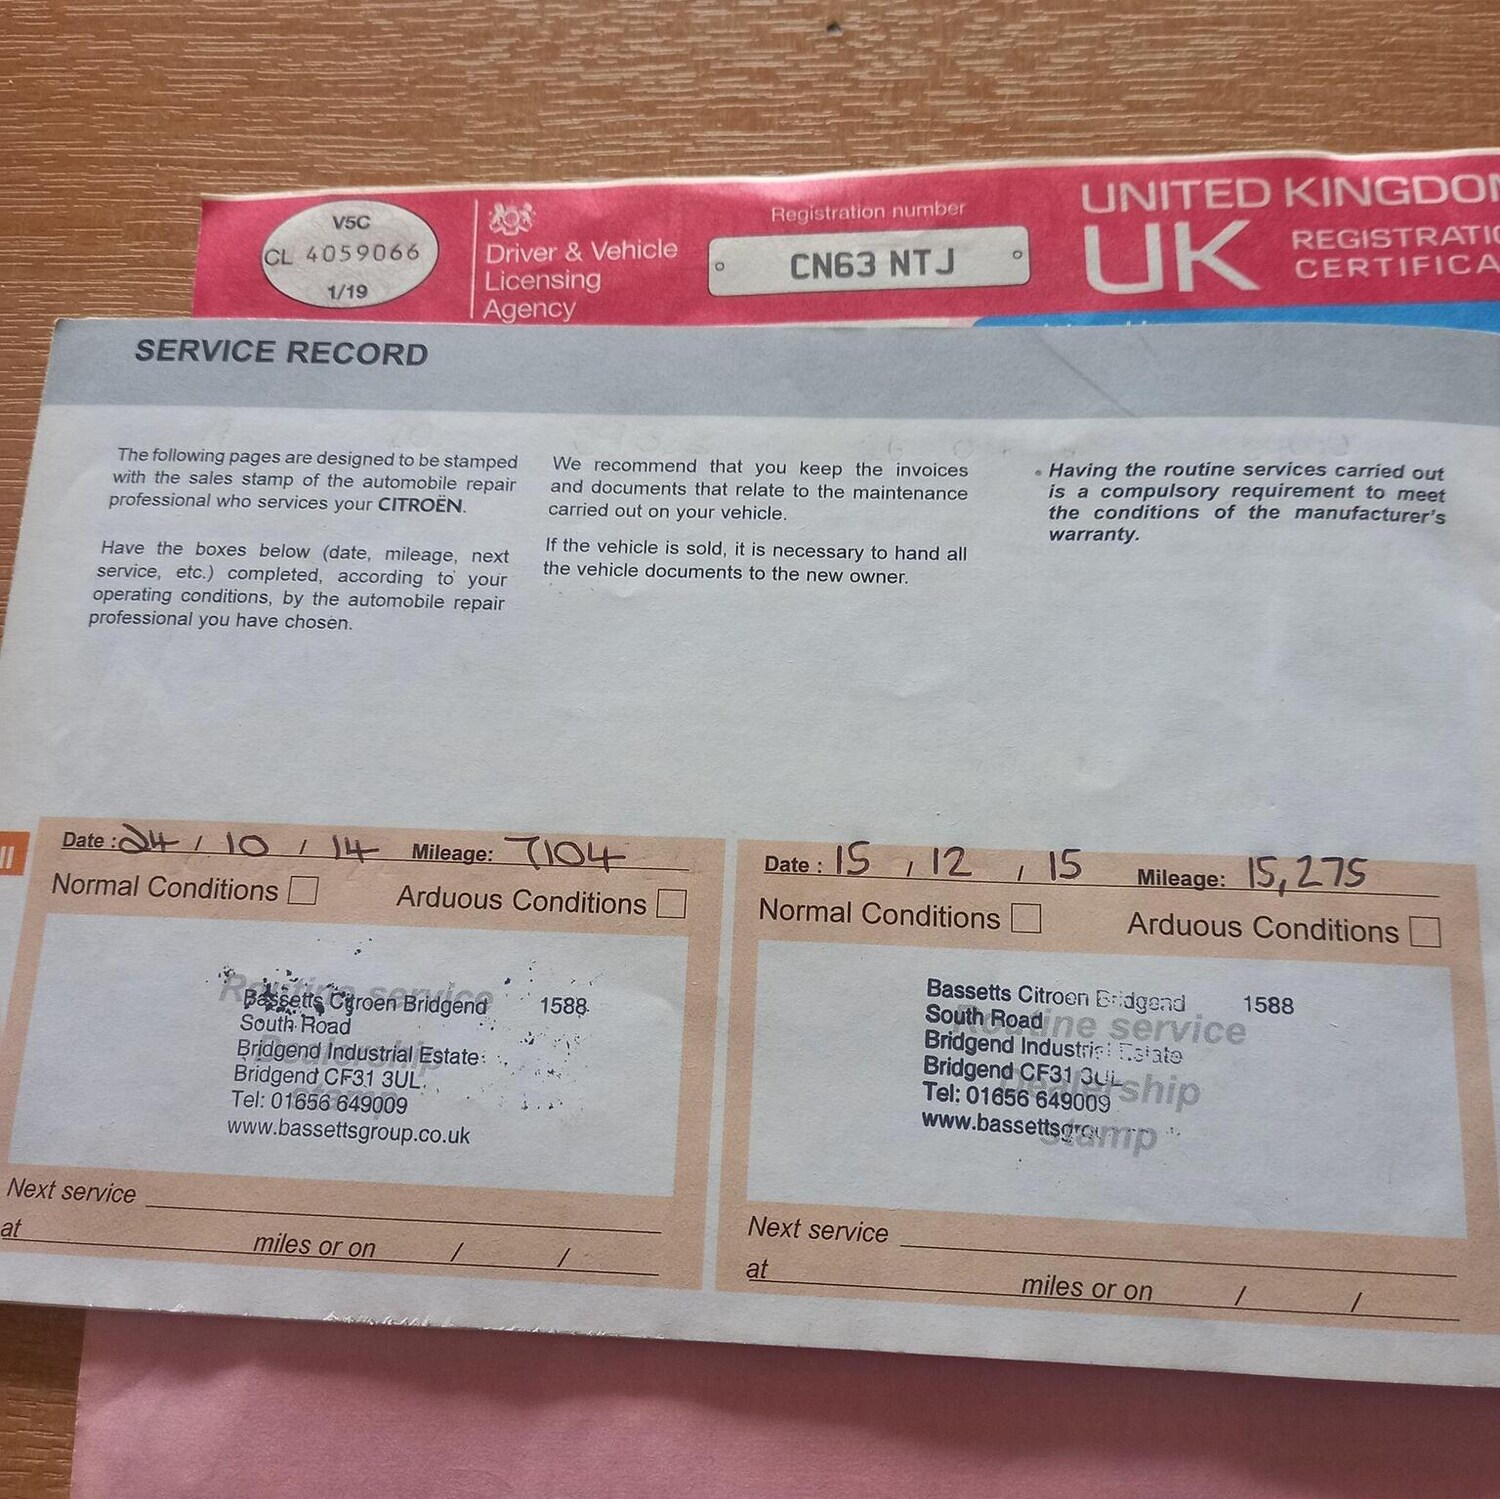 V5C
CL 4059066
1/19
Driver & Vehicle
Licensing
Agency
Registration number
CN63 NTJ
UNITED KINGDOM
UK
REGISTRATIO
CERTIFICA
SERVICE RECORD
The following pages are designed to be stamped
with the sales stamp of the automobile repair
professional who services your CITROËN.
Have the boxes below (date, mileage, next
service, etc.) completed, according to your
operating conditions, by the automobile repair
professional you have chosen.
We recommend that you keep the invoices
and documents that relate to the maintenance
carried out on your vehicle.
If the vehicle is sold, it is necessary to hand all
the vehicle documents to the new owner.
• Having the routine services carried out
is a compulsory requirement to meet
the conditions of the manufacturer's
warranty.
II
Date : 24 / 10 / 14 Mileage: 7104
Normal Conditions Arduous Conditions
Routine service
Bassetts Citroen Bridgend 1588
South Road
Bridgend Industrial Estate
Bridgend CF31 3UL
Tel: 01656 649009
www.bassettsgroup.co.uk
Next service
at miles or on / /
Date : 15 / 12 / 15 Mileage: 15,275
Normal Conditions Arduous Conditions
Bassetts Citroen Bridgend 1588
South Road
Routine service
Bridgend Industrial Estate
Bridgend CF31 3UL
Dealership
Tel: 01656 649009
www.bassettsgrou
stamp
Next service
at miles or on / /